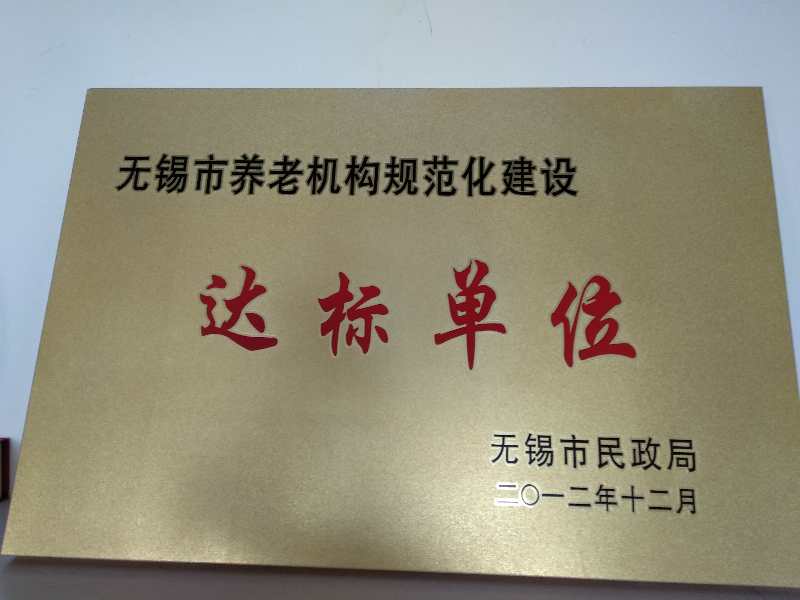 无锡市养老机构规范化建设
达标单位
无锡市民政局
二〇一二年十二月